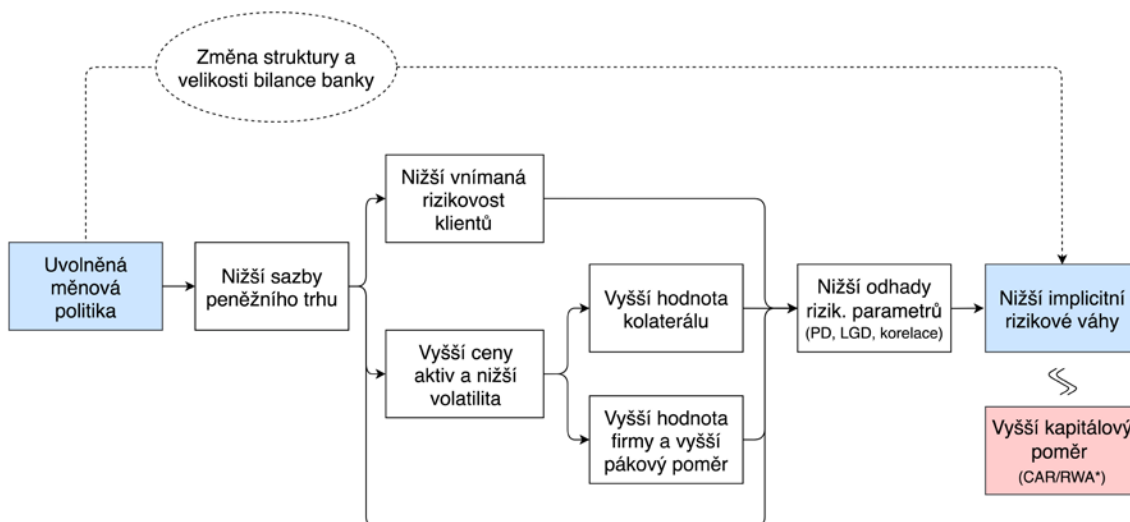 Změna struktury a
velikosti bilance banky
Nižší vnímaná
rizikovost
klientů
Uvolněná
měnová
politika
Nižší sazby
peněžního trhu
Vyšší hodnota
kolaterálu
Nižší odhady
rizik. parametrů
(PD, LGD, korelace)
Nižší implicitní
rizikové váhy
Vyšší ceny
aktiv a nižší
volatilita
Vyšší hodnota
firmy a vyšší
pákový poměr
Vyšší kapitálový
poměr
(CAR/RWA*)